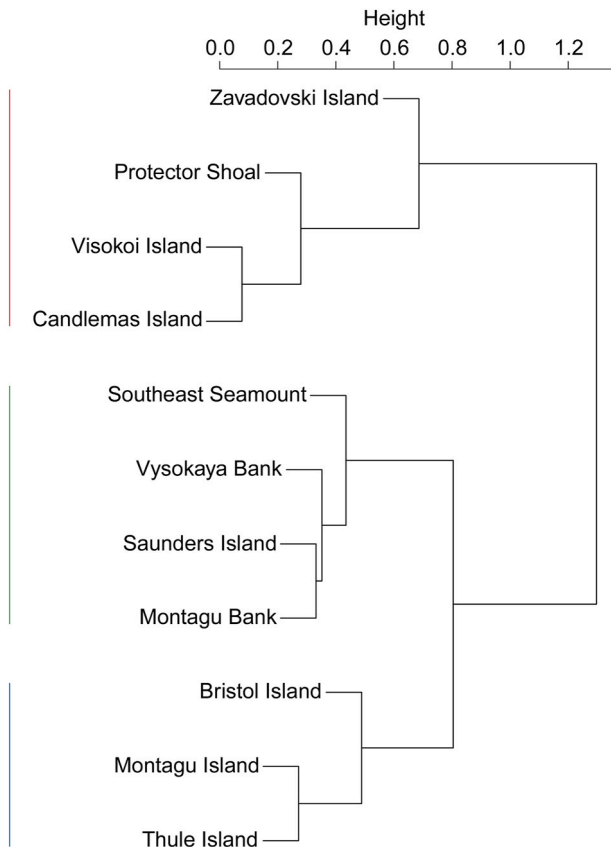 Height
0.0 0.2 0.4 0.6 0.8 1.0 1.2
Zavadovski Island
Protector Shoal
Visokoi Island
Candlemas Island
Southeast Seamount
Vysokaya Bank
Saunders Island
Montagu Bank
Bristol Island
Montagu Island
Thule Island